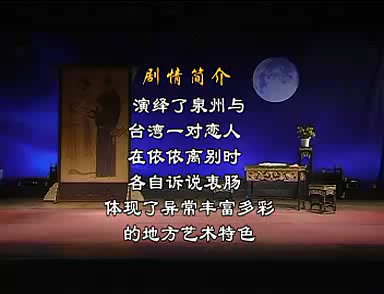 剧情简介
演绎了泉州与
台湾一对恋人
在依依离别时
各自诉说衷肠
体现了异常丰富多彩
的地方艺术特色